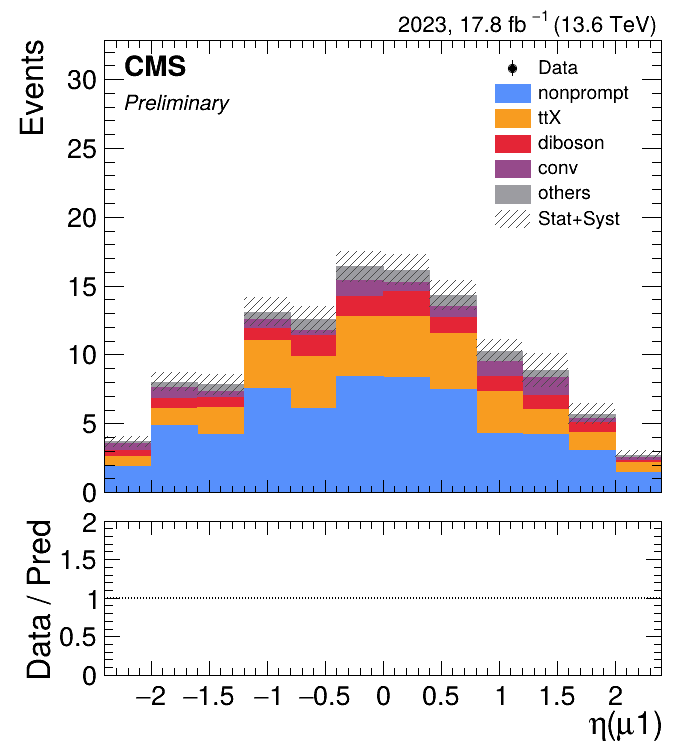 2023, 17.8 fb⁻¹ (13.6 TeV)
CMS
Preliminary
Data
nonprompt
ttX
diboson
conv
others
Stat+Syst
Events
30
25
20
15
10
5
0
Data / Pred
2
1.5
1
0.5
0
−2 −1.5 −1 −0.5 0 0.5 1 1.5 2
η(μ1)